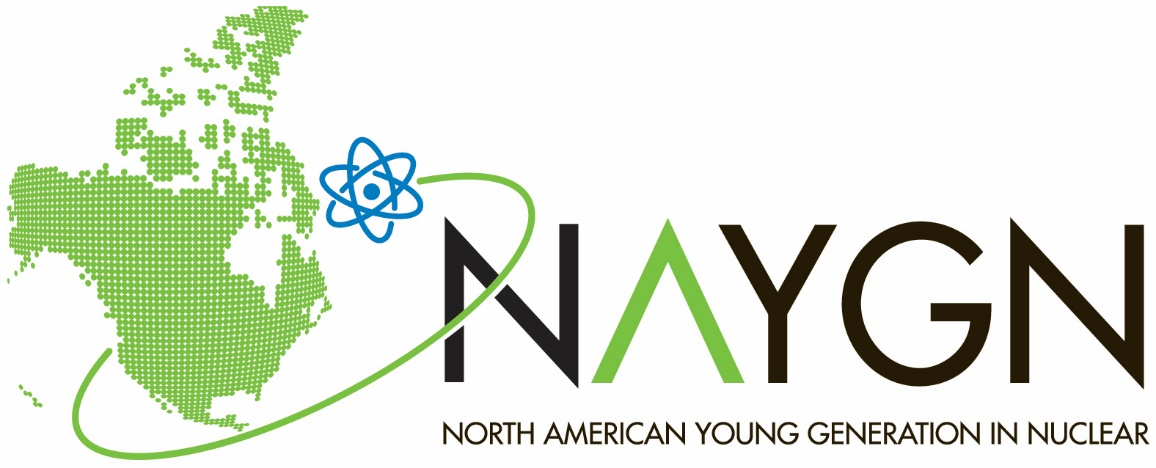 NAYGN
NORTH AMERICAN YOUNG GENERATION IN NUCLEAR